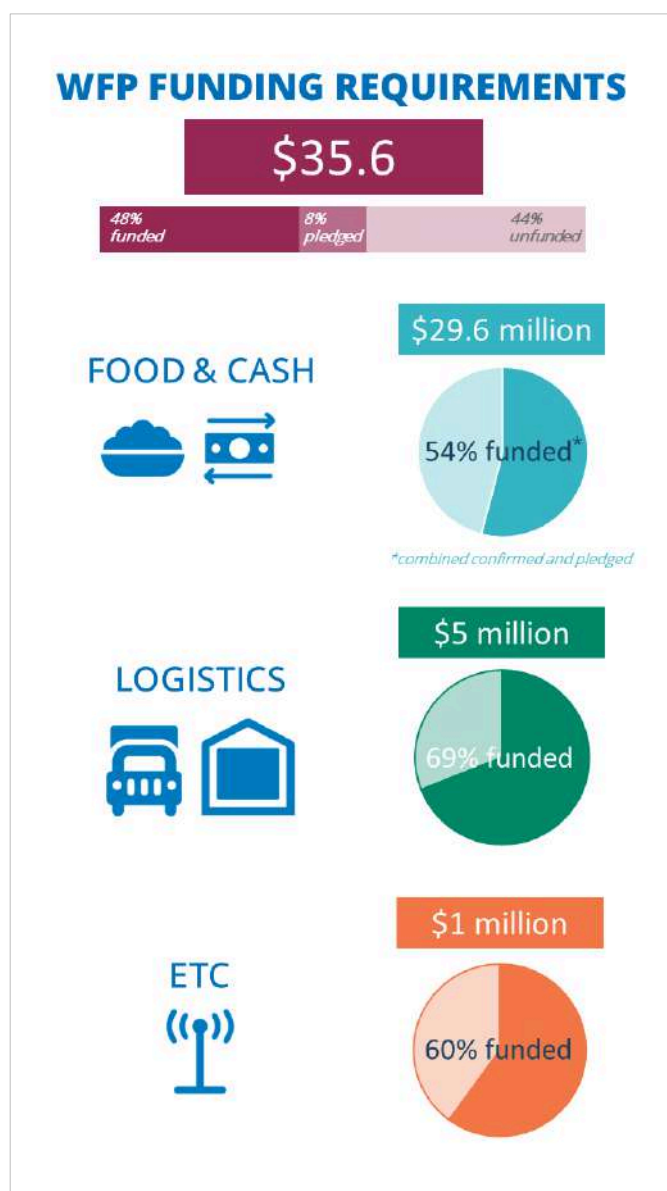 WFP FUNDING REQUIREMENTS
$35.6
48%
funded
8%
pledged
44%
unfunded
$29.6 million
FOOD & CASH
54% funded*
*combined confirmed and pledged
$5 million
LOGISTICS
69% funded
$1 million
ETC
60% funded